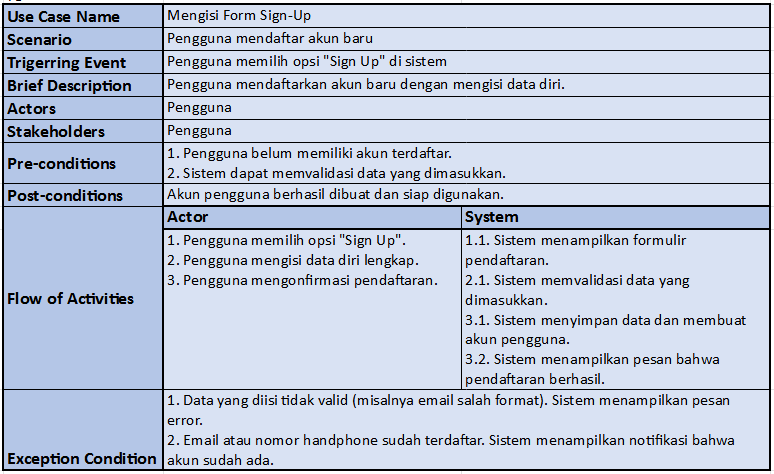 Use Case Name Mengisi Form Sign-Up
Scenario Pengguna mendaftar akun baru
Trigerring Event Pengguna memilih opsi "Sign Up" di sistem
Brief Description Pengguna mendaftarkan akun baru dengan mengisi data diri.
Actors Pengguna
Stakeholders Pengguna
Pre-conditions
1. Pengguna belum memiliki akun terdaftar.
2. Sistem dapat memvalidasi data yang dimasukkan.
Post-conditions Akun pengguna berhasil dibuat dan siap digunakan.
Flow of Activities
Actor
1. Pengguna memilih opsi "Sign Up".
2. Pengguna mengisi data diri lengkap.
3. Pengguna mengonfirmasi pendaftaran.
System
1.1. Sistem menampilkan formulir
pendaftaran.
2.1. Sistem memvalidasi data yang
dimasukkan.
3.1. Sistem menyimpan data dan membuat
akun pengguna.
3.2. Sistem menampilkan pesan bahwa
pendaftaran berhasil.
Exception Condition
1. Data yang diisi tidak valid (misalnya email salah format). Sistem menampilkan pesan
error.
2. Email atau nomor handphone sudah terdaftar. Sistem menampilkan notifikasi bahwa
akun sudah ada.